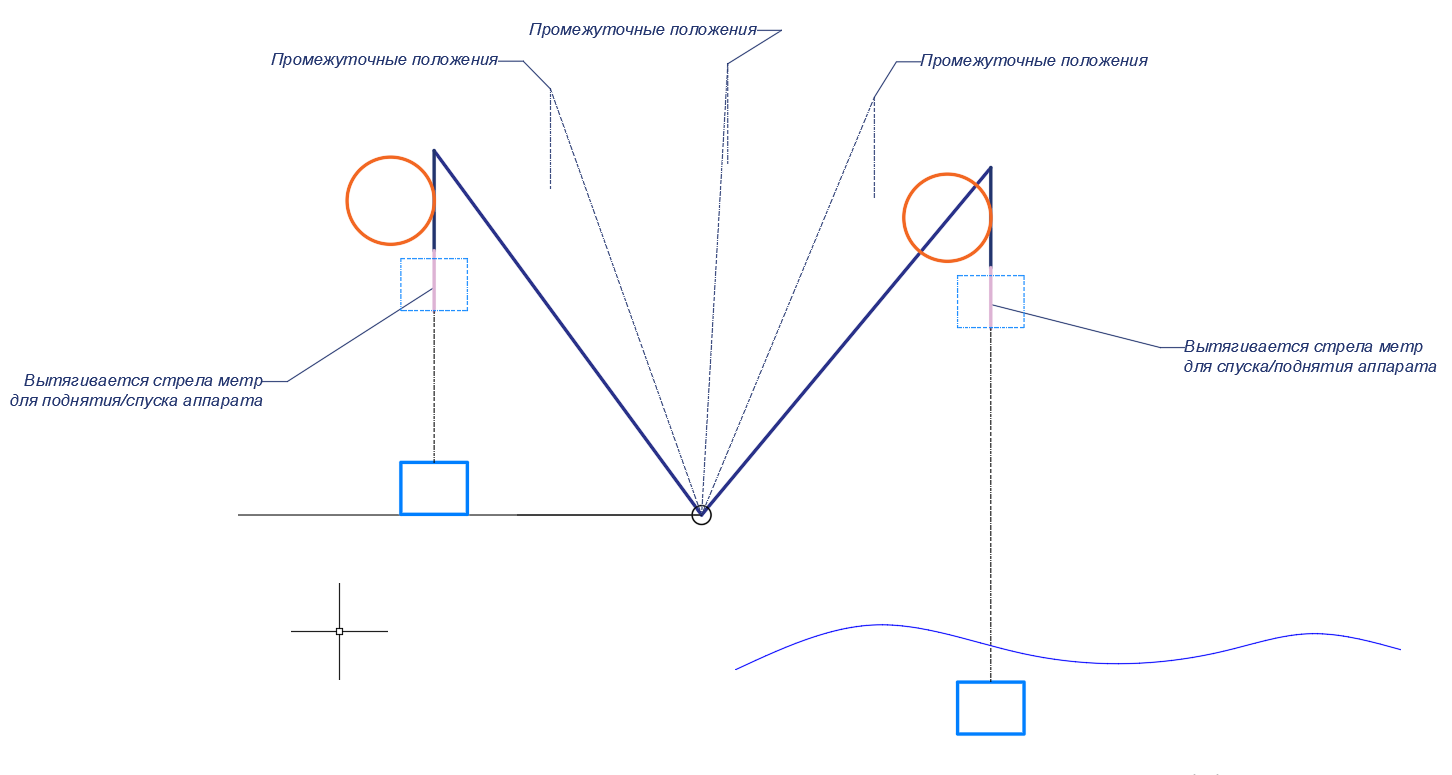 Промежуточные положения
Промежуточные положения
Промежуточные положения
Вытягивается стрела метр
для спуска/поднятия аппарата
Вытягивается стрела метр
для поднятия/спуска аппарата